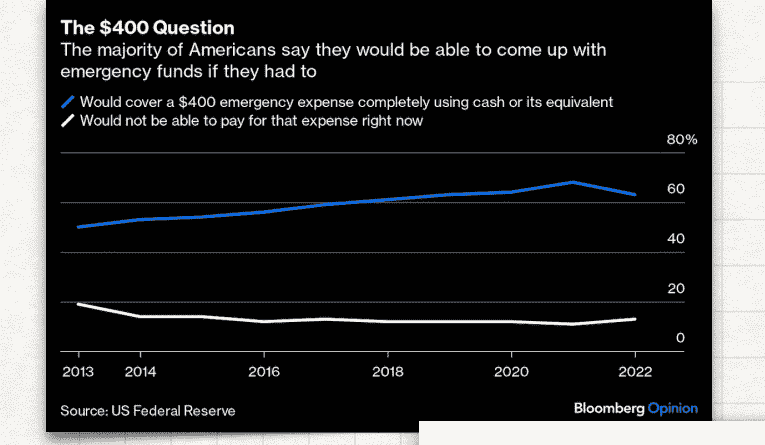 The $400 Question
The majority of Americans say they would be able to come up with
emergency funds if they had to
Would cover a $400 emergency expense completely using cash or its equivalent
Would not be able to pay for that expense right now
80%
60
40
20
0
2013 2014 2016 2018 2020 2022
Source: US Federal Reserve
Bloomberg Opinion